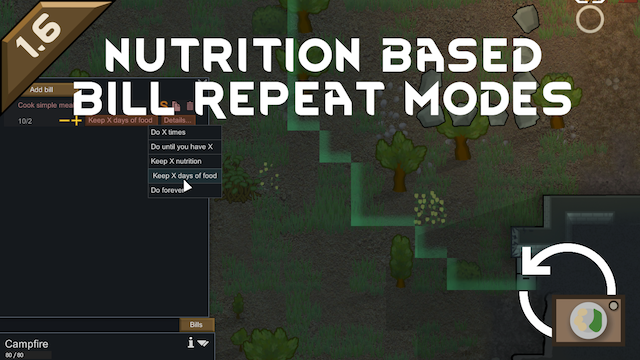 1.6
NUTRITION BASED
BILL REPEAT MODES
Add bill
Cook simple mea
10/2
Keep X days of food
Details...
Do X times
Do until you have X
Keep X nutrition
Keep X days of food
Do forever
Bills
Campfire
80 / 80